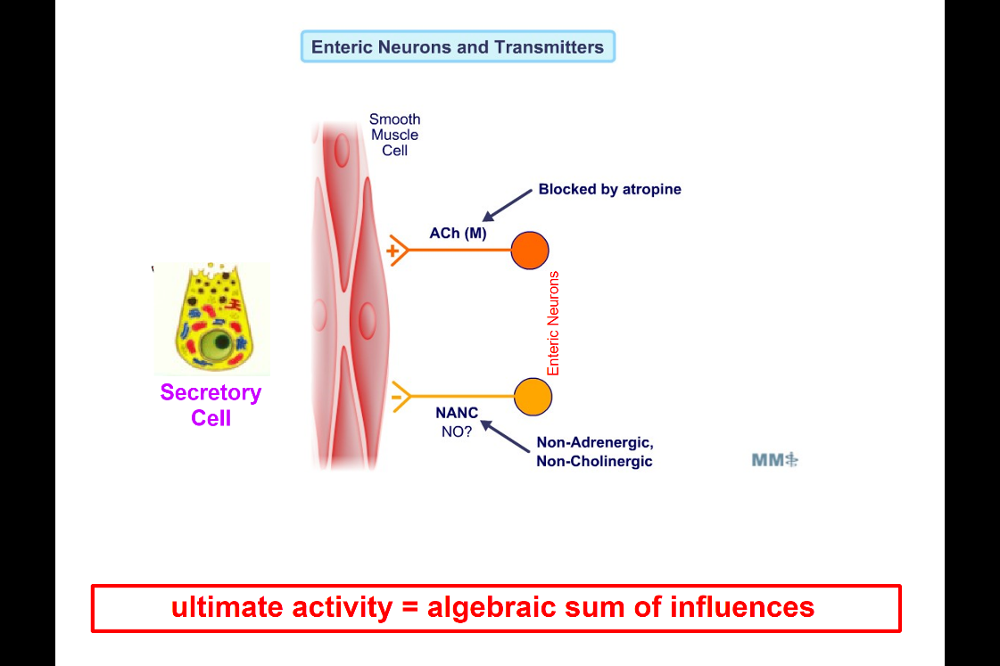 Enteric Neurons and Transmitters
Smooth
Muscle
Cell
Blocked by atropine
ACh (M)
+
Enteric Neurons
Secretory
Cell
-
NANC
NO?
Non-Adrenergic,
Non-Cholinergic
MM
ultimate activity = algebraic sum of influences